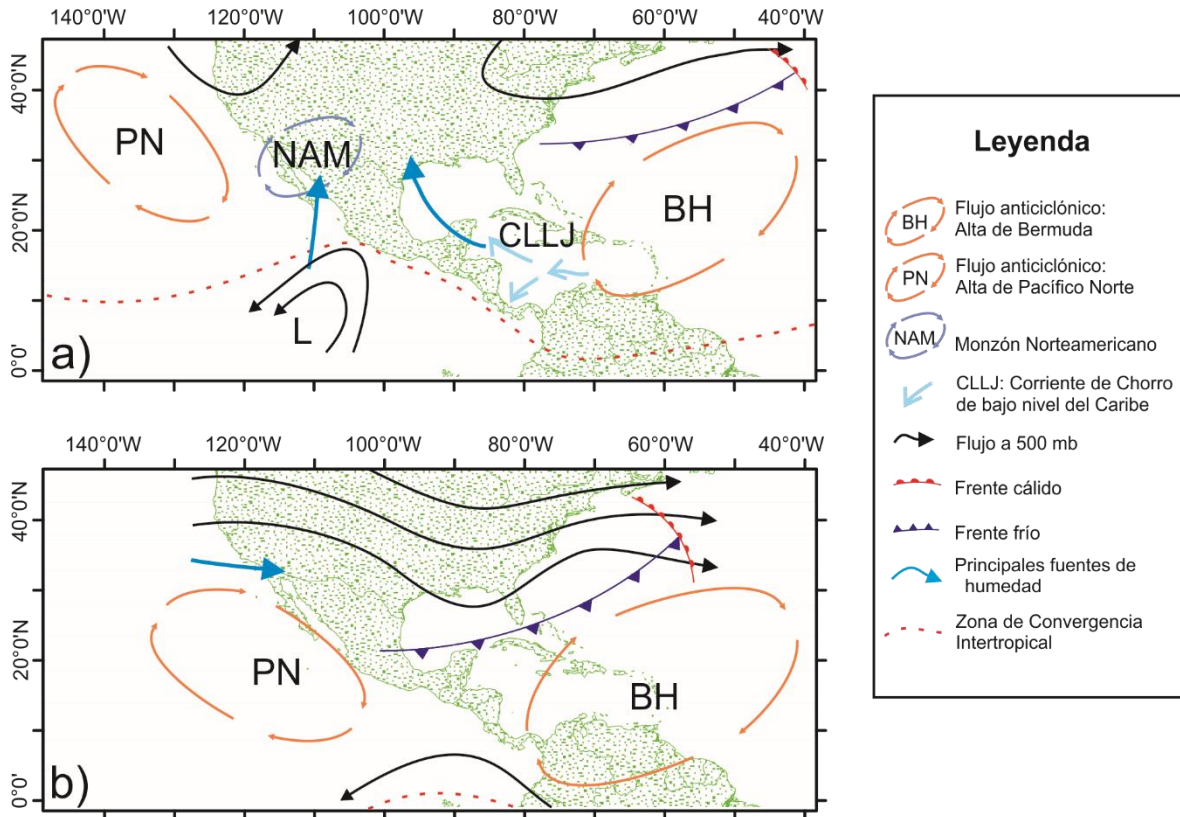 140°0'W 120°0'W 100°0'W 80°0'W 60°0'W 40°0'W
40°0'N
20°0'N
0°0'
PN
NAM
BH
CLLJ
L
a)
140°0'W 120°0'W 100°0'W 80°0'W 60°0'W 40°0'W
40°0'N
20°0'N
0°0'
PN
BH
b)
Leyenda
BH
Flujo anticiclónico:
Alta de Bermuda
PN
Flujo anticiclónico:
Alta de Pacífico Norte
NAM
Monzón Norteamericano
CLLJ: Corriente de Chorro
de bajo nivel del Caribe
Flujo a 500 mb
Frente cálido
Frente frío
Principales fuentes de
humedad
Zona de Convergencia
Intertropical